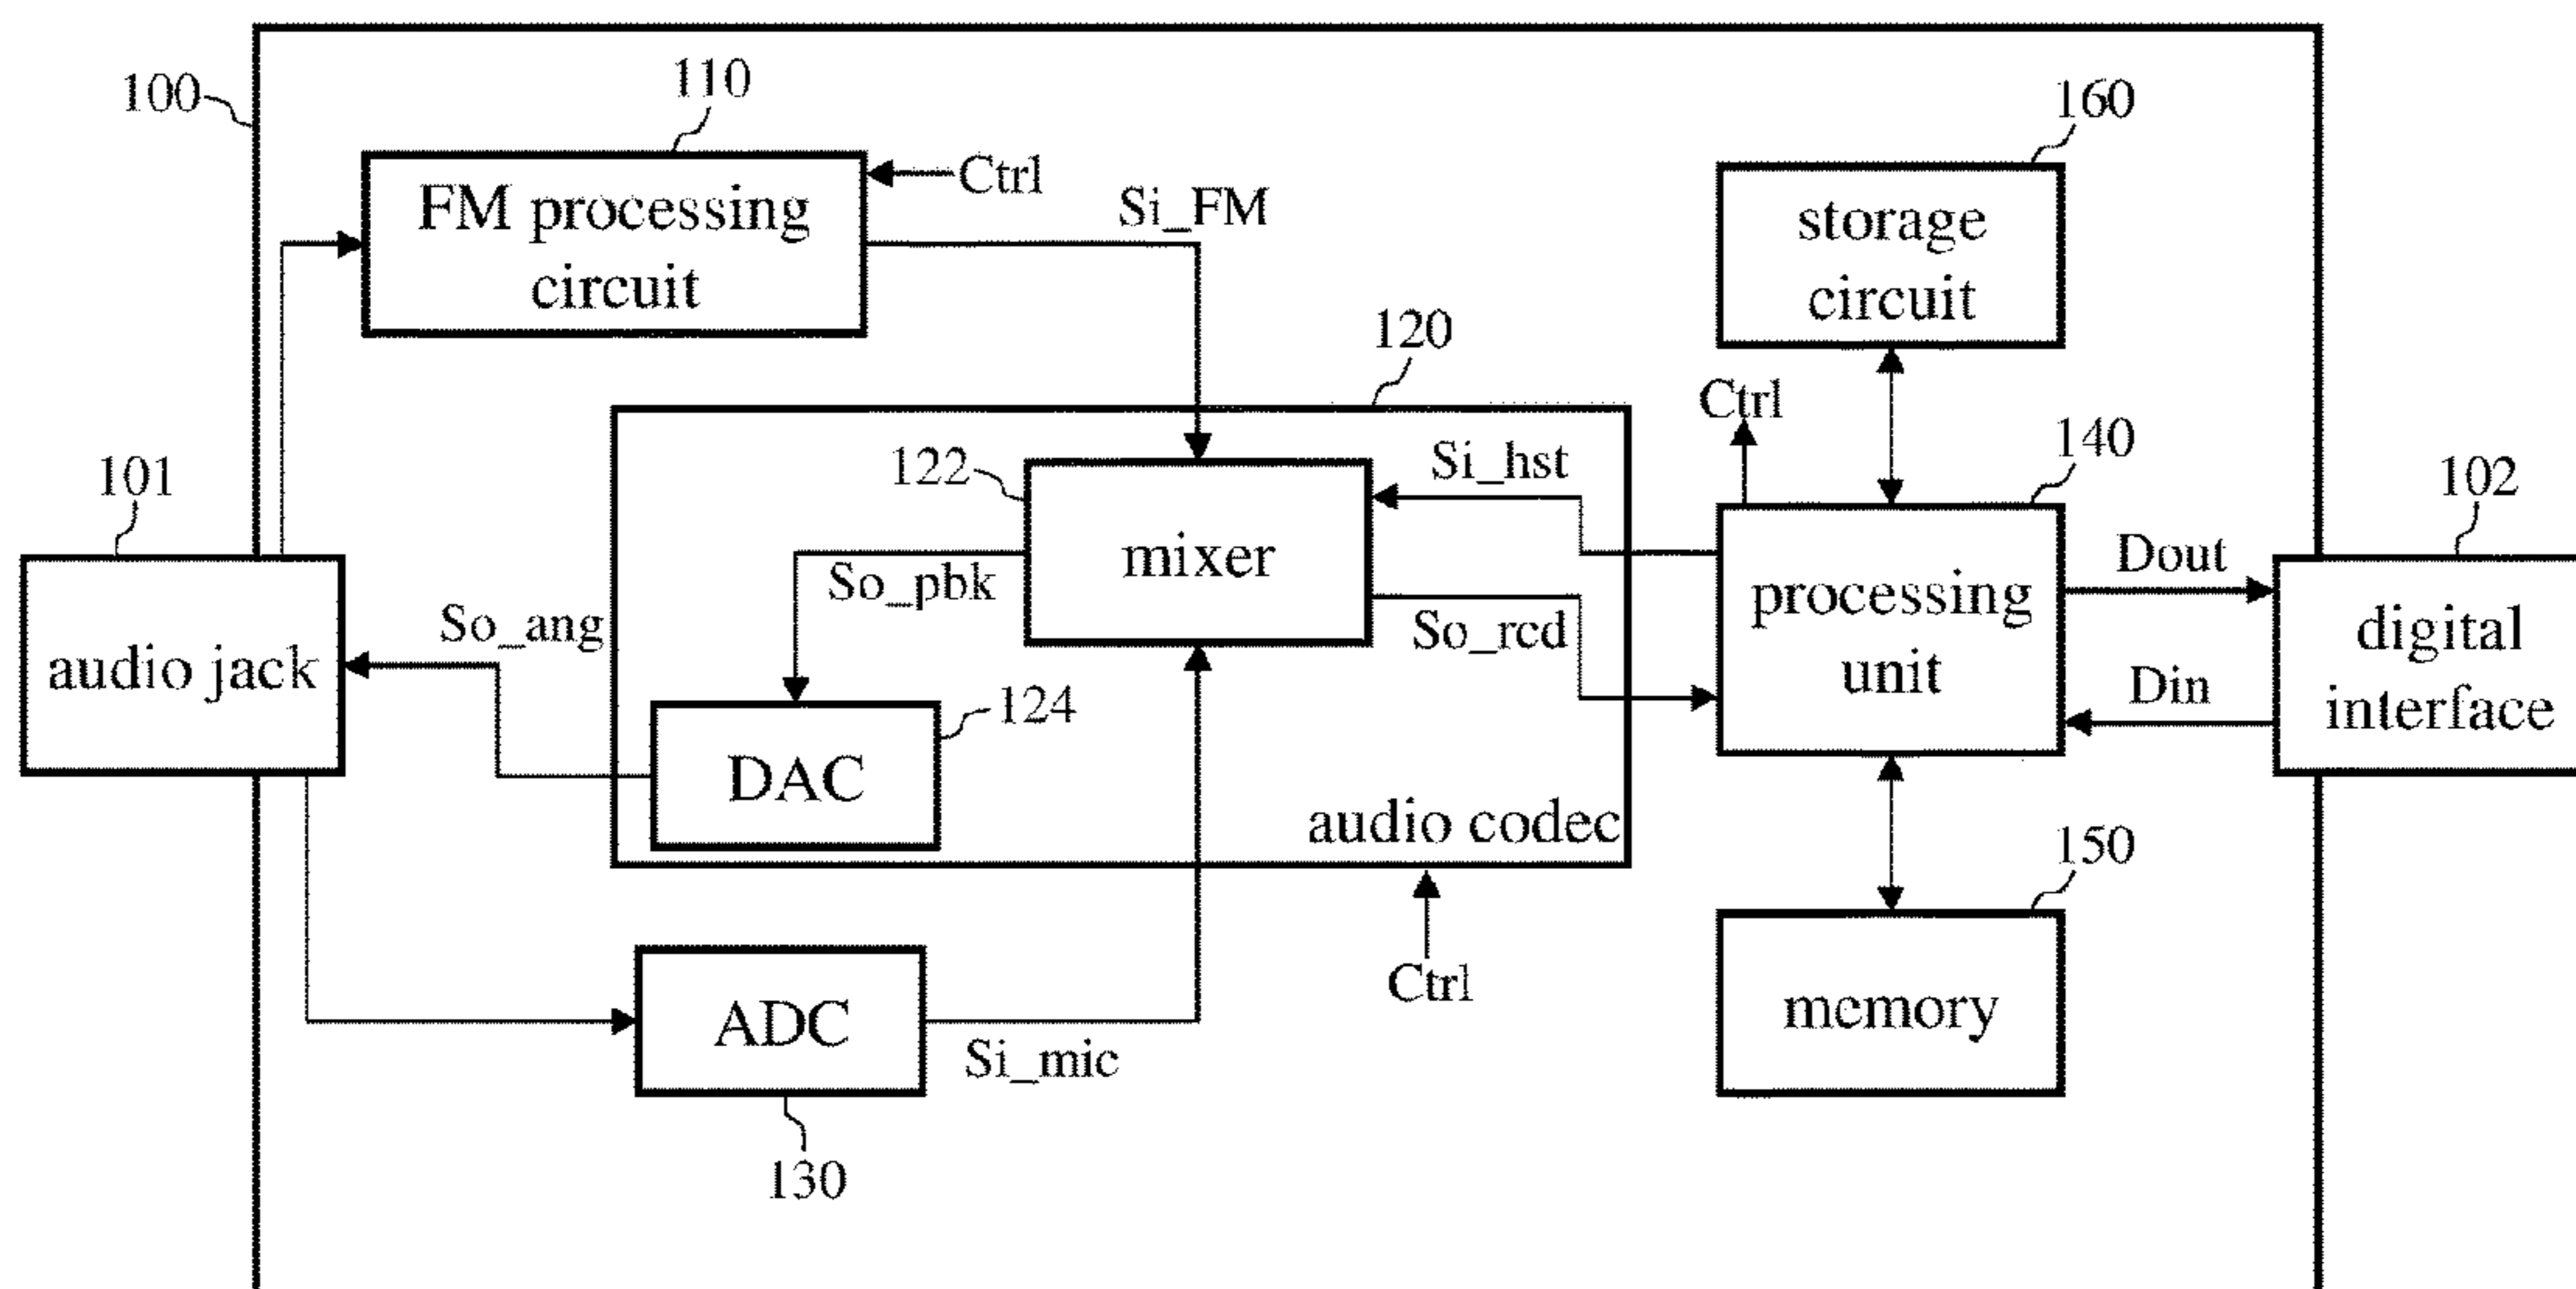 100
110
160
FM processing
circuit
Ctrl
Si_FM
storage
circuit
120
Ctrl
140
101
122
Si_hst
102
mixer
audio jack
So_ang
So_pbk
So_rcd
processing
unit
Dout
Din
digital
interface
124
DAC
audio codec
150
Ctrl
ADC
Si_mic
memory
130